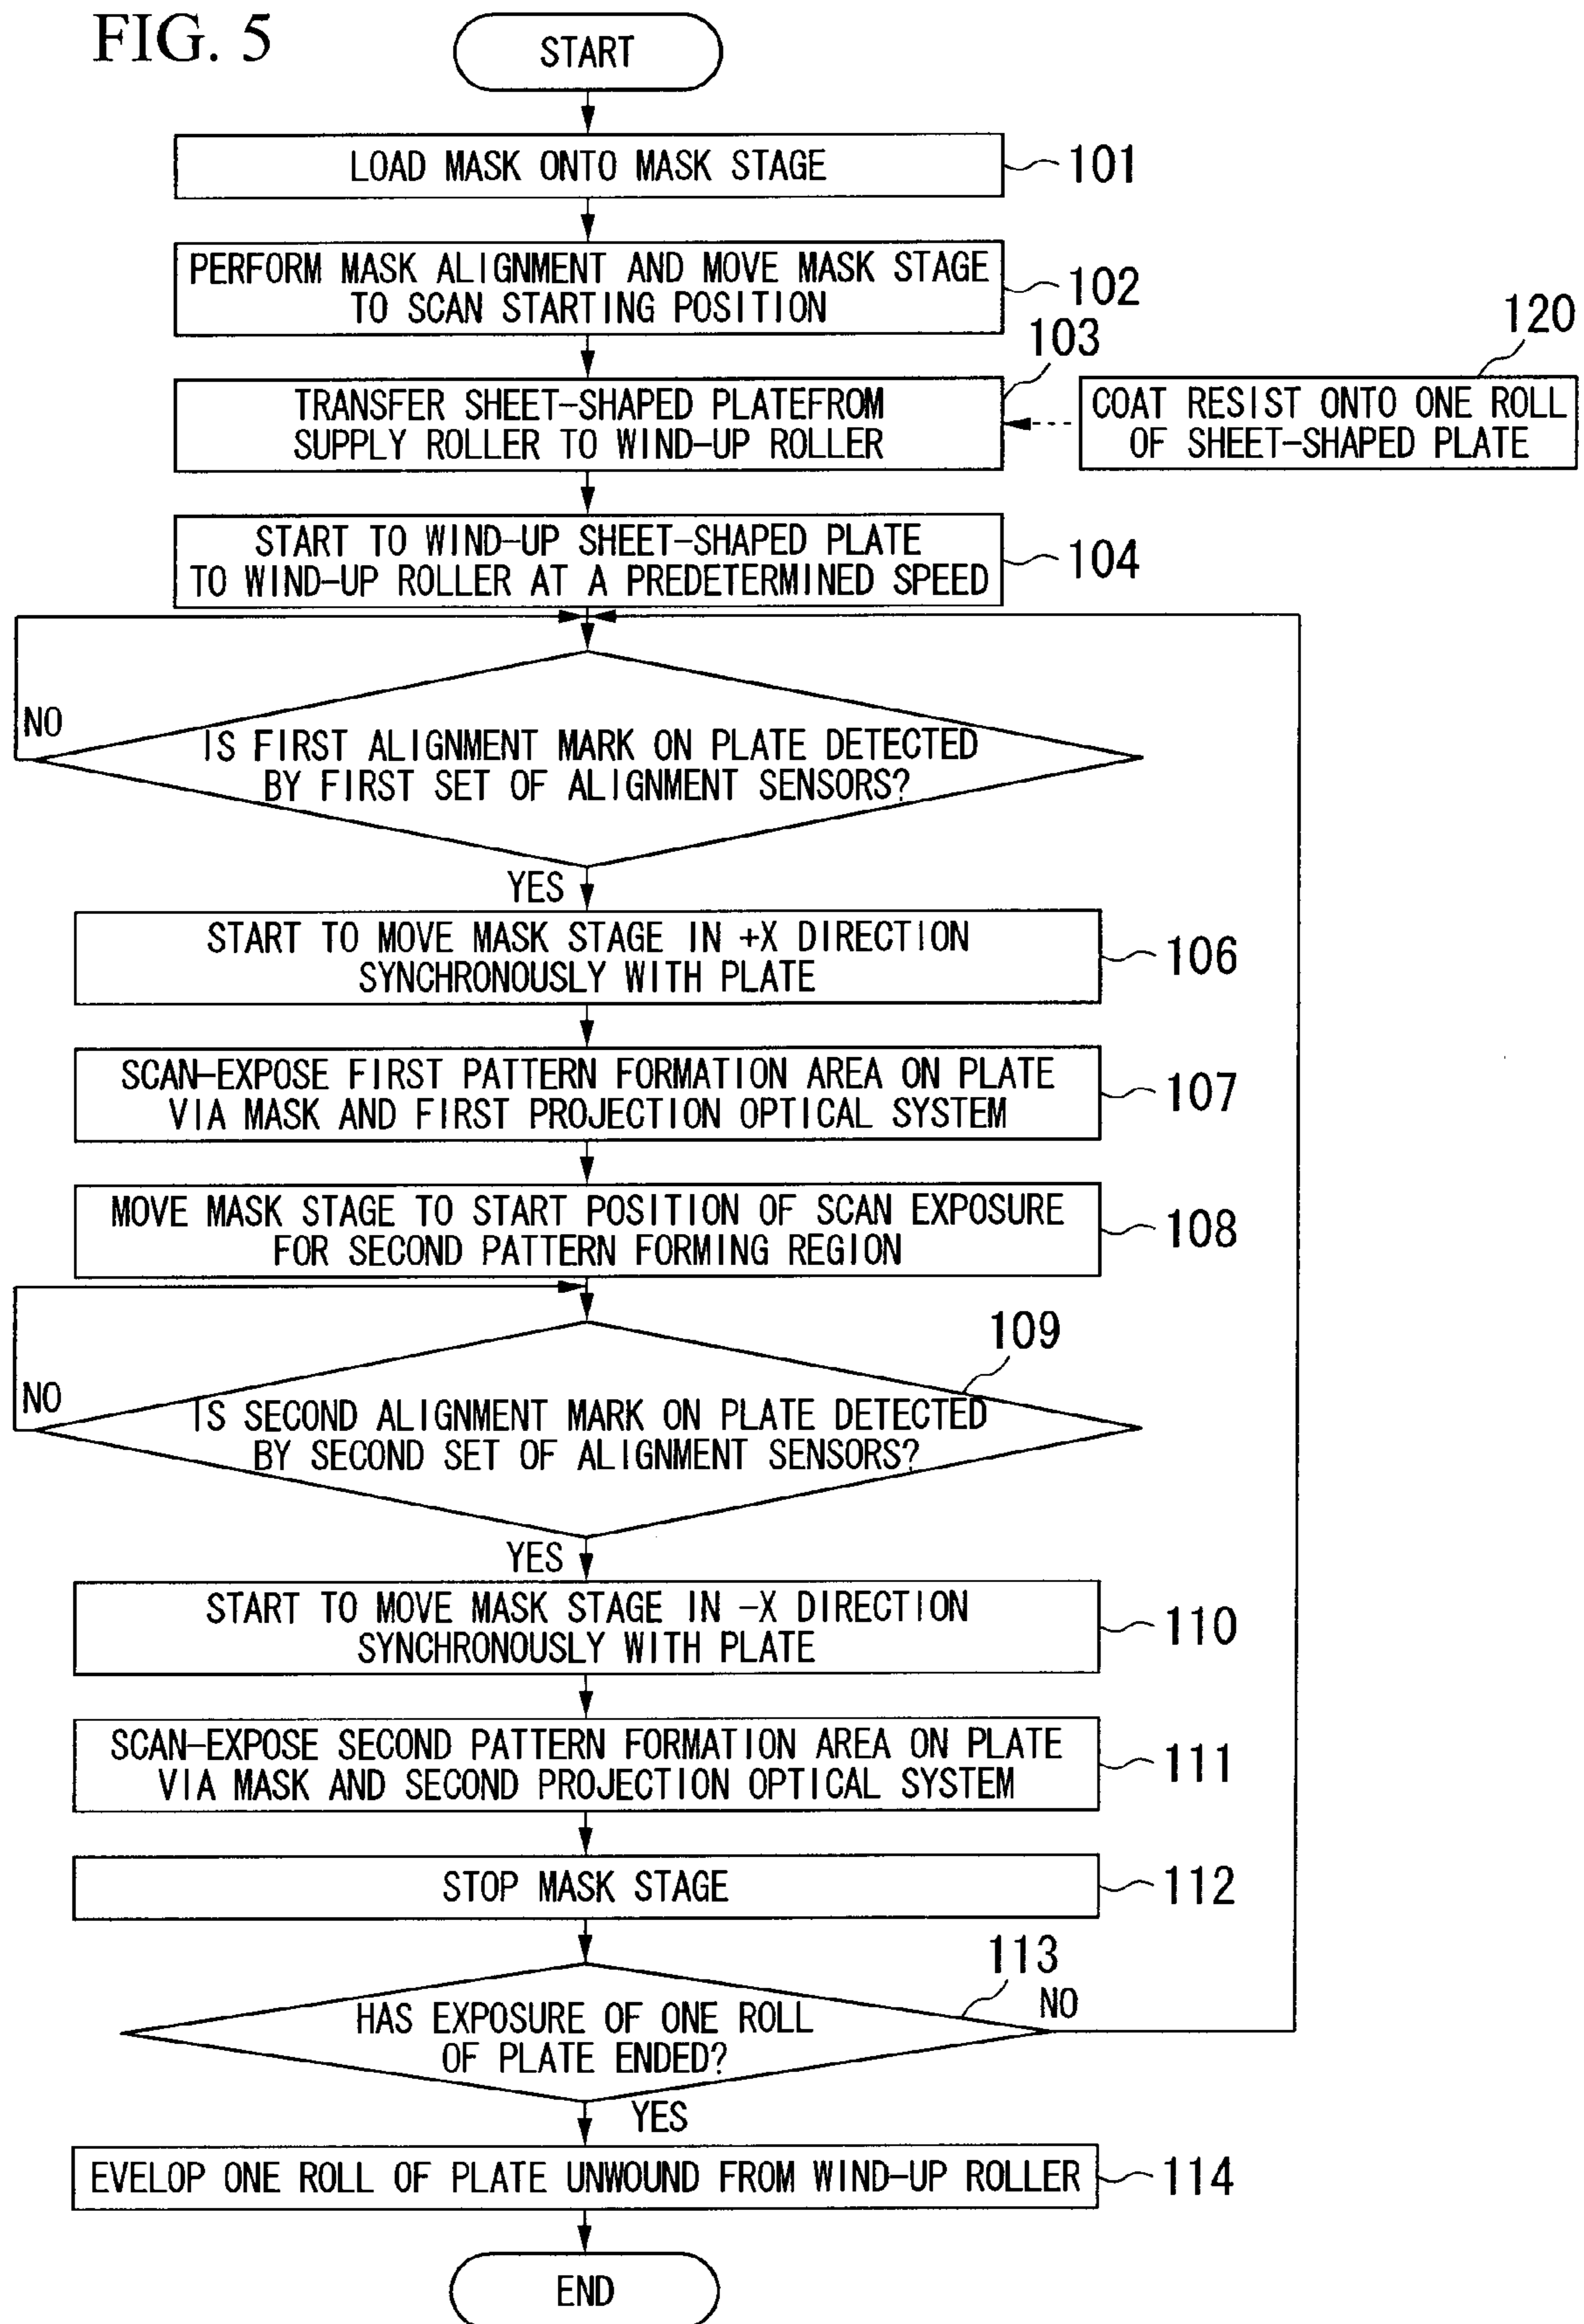 FIG. 5
START
LOAD MASK ONTO MASK STAGE
101
PERFORM MASK ALIGNMENT AND MOVE MASK STAGE
TO SCAN STARTING POSITION
102
103
TRANSFER SHEET-SHAPED PLATEFROM
SUPPLY ROLLER TO WIND-UP ROLLER
120
COAT RESIST ONTO ONE ROLL
OF SHEET-SHAPED PLATE
START TO WIND-UP SHEET-SHAPED PLATE
TO WIND-UP ROLLER AT A PREDETERMINED SPEED
104
NO
IS FIRST ALIGNMENT MARK ON PLATE DETECTED
BY FIRST SET OF ALIGNMENT SENSORS?
YES
START TO MOVE MASK STAGE IN +X DIRECTION
SYNCHRONOUSLY WITH PLATE
106
SCAN-EXPOSE FIRST PATTERN FORMATION AREA ON PLATE
VIA MASK AND FIRST PROJECTION OPTICAL SYSTEM
107
MOVE MASK STAGE TO START POSITION OF SCAN EXPOSURE
FOR SECOND PATTERN FORMING REGION
108
109
NO
IS SECOND ALIGNMENT MARK ON PLATE DETECTED
BY SECOND SET OF ALIGNMENT SENSORS?
YES
START TO MOVE MASK STAGE IN -X DIRECTION
SYNCHRONOUSLY WITH PLATE
110
SCAN-EXPOSE SECOND PATTERN FORMATION AREA ON PLATE
VIA MASK AND SECOND PROJECTION OPTICAL SYSTEM
111
STOP MASK STAGE
112
113
HAS EXPOSURE OF ONE ROLL
OF PLATE ENDED?
NO
YES
EVELOP ONE ROLL OF PLATE UNWOUND FROM WIND-UP ROLLER
114
END